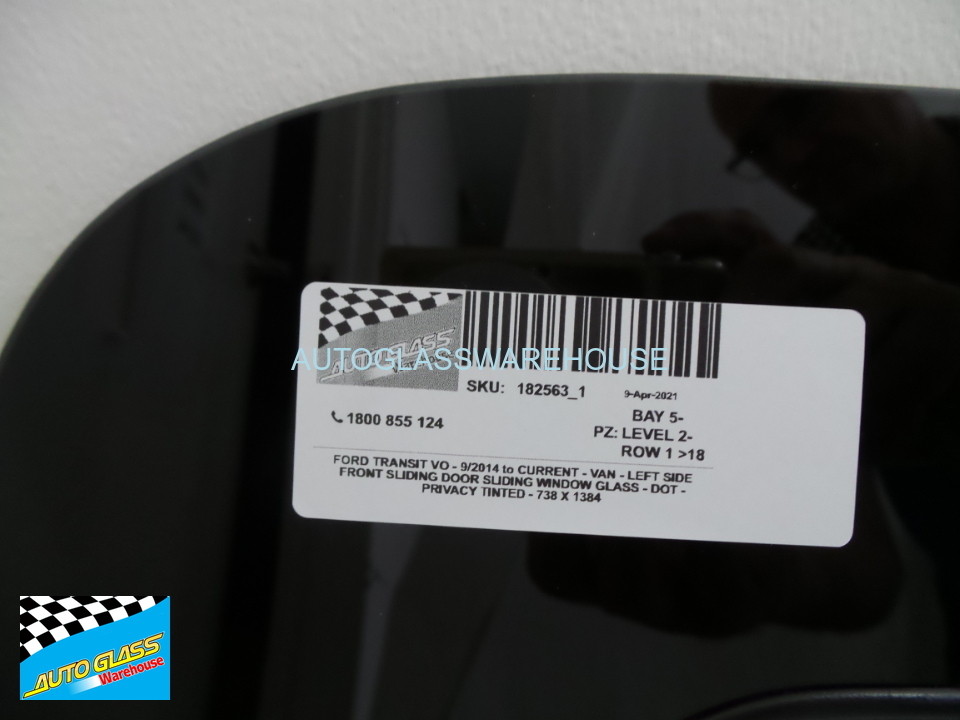 AUTO GLASS
AUTOGLASSWAREHOUSE
SKU: 182563_1
9-Apr-2021
1800 855 124
BAY 5-
PZ: LEVEL 2-
ROW 1 >18
FORD TRANSIT VO - 9/2014 to CURRENT - VAN - LEFT SIDE
FRONT SLIDING DOOR SLIDING WINDOW GLASS - DOT -
PRIVACY TINTED - 738 X 1384
AUTO GLASS
Warehouse